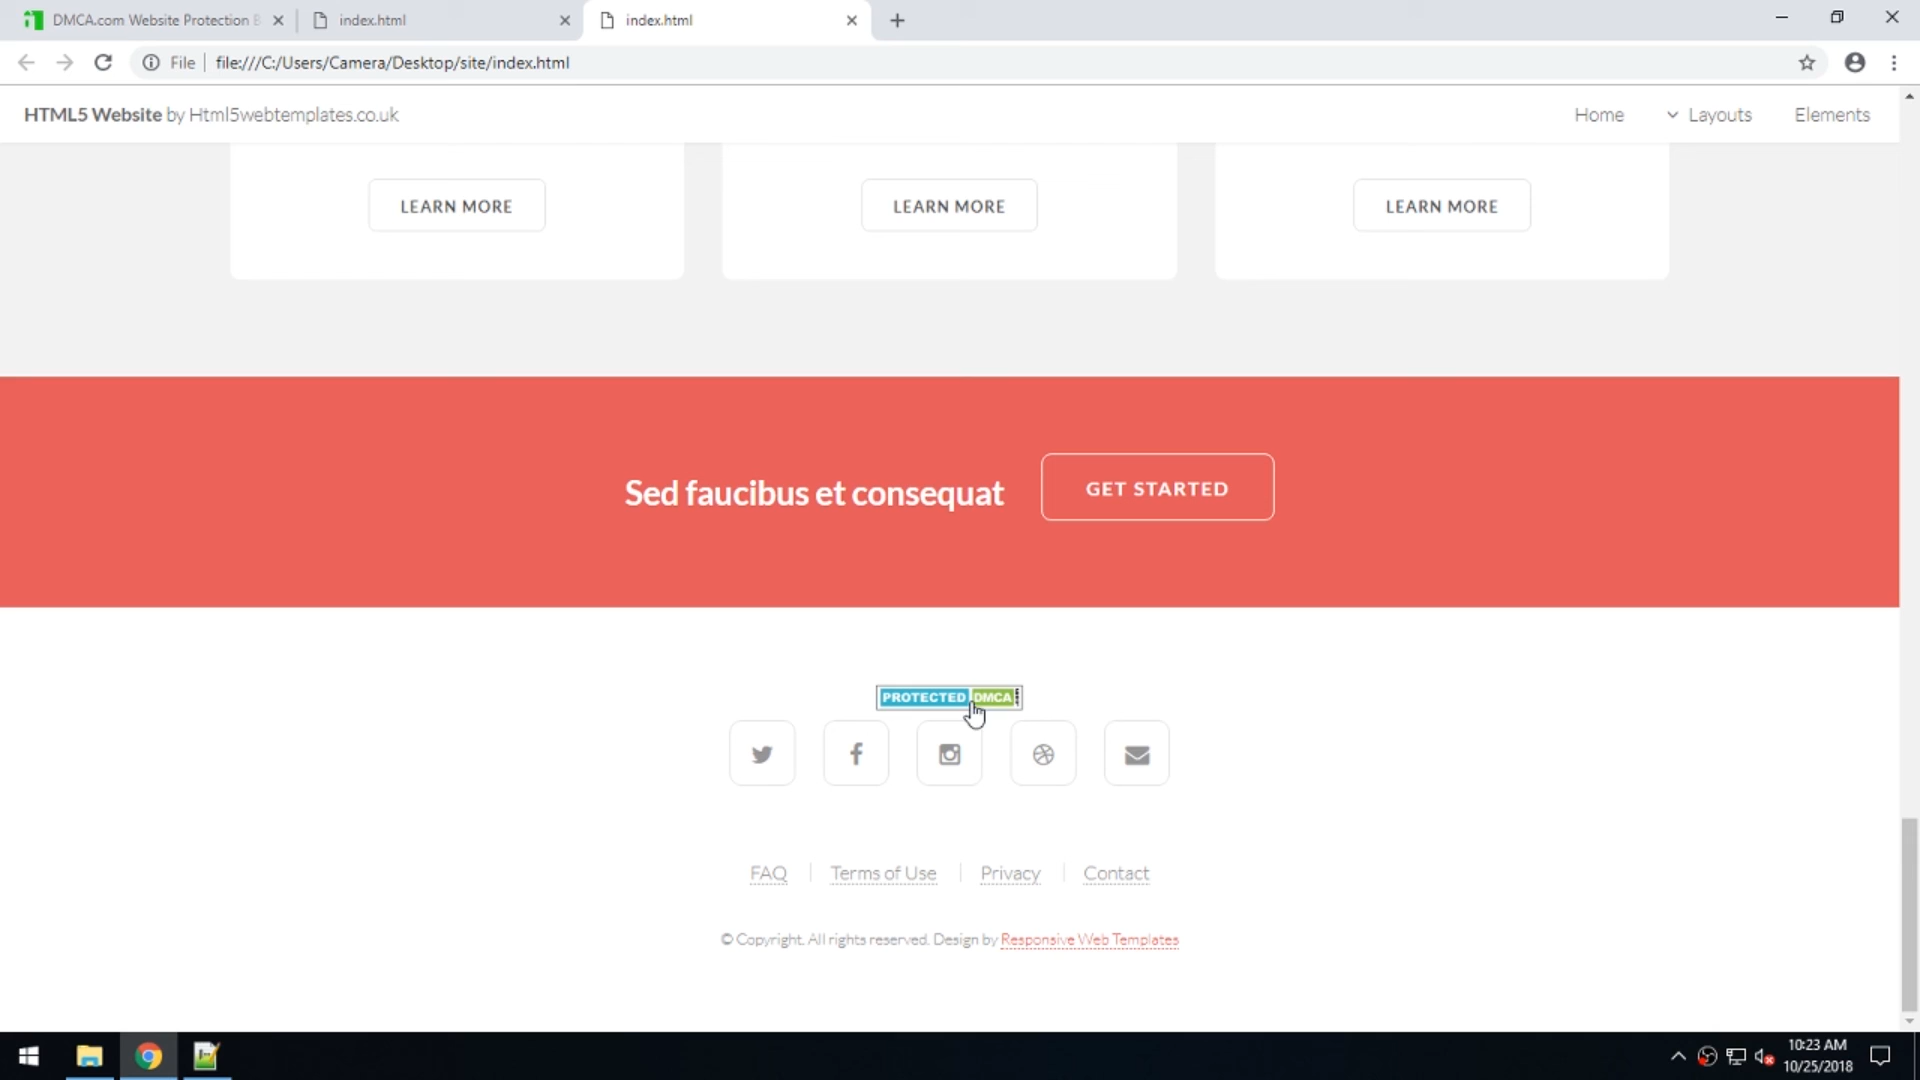 DMCA.com Website Protection
index.html
index.html
File
file:///C:/Users/Camera/Desktop/site/index.html
HTML5 Website by Html5webtemplates.co.uk
Home
Layouts
Elements
LEARN MORE
LEARN MORE
LEARN MORE
Sed faucibus et consequat
GET STARTED
PROTECTED DMCA
FAQ
Terms of Use
Privacy
Contact
© Copyright. All rights reserved. Design by Responsive Web Templates
10:23 AM
10/25/2018